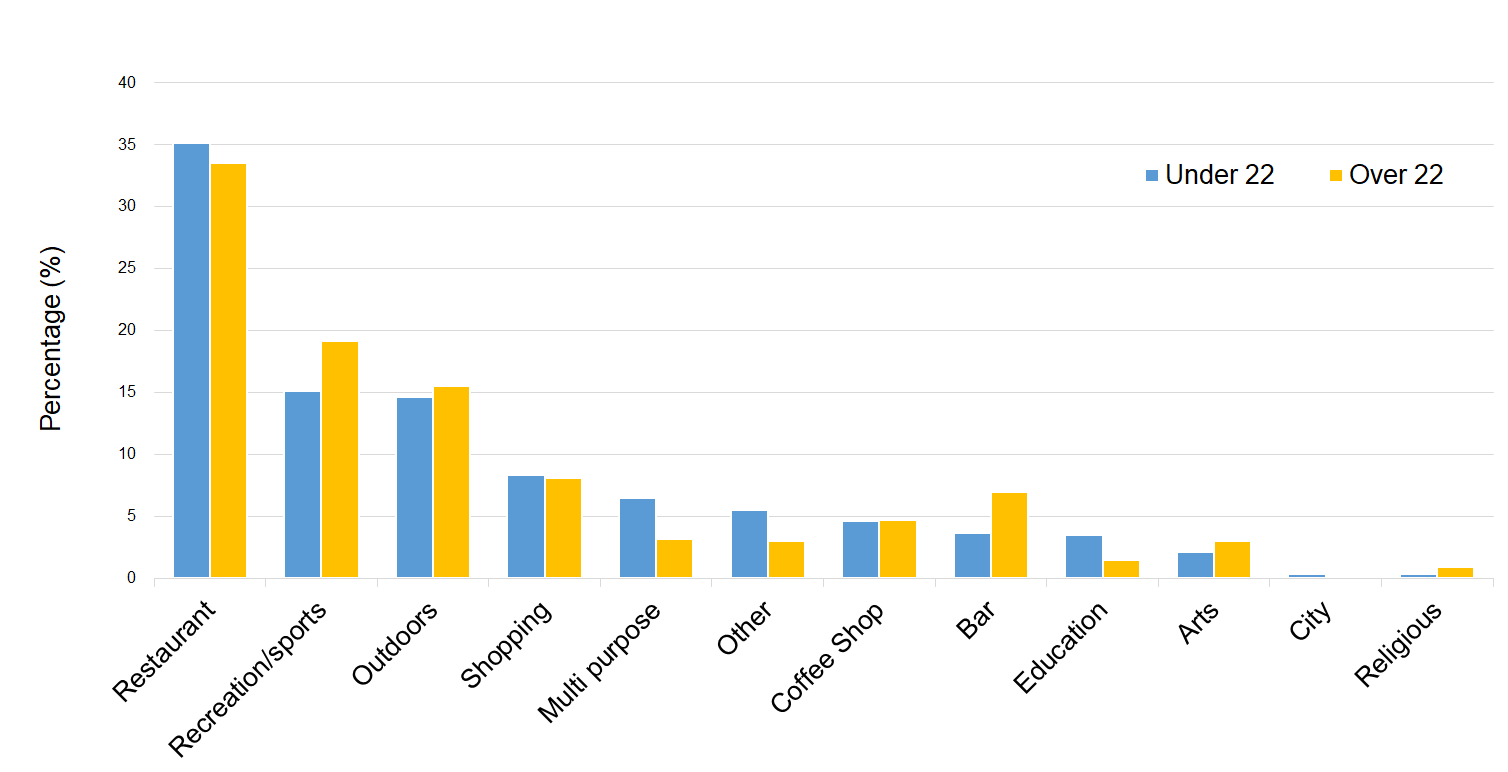 40
35
30
25
20
15
10
5
0
Percentage (%)
Under 22
Over 22
Restaurant
Recreation/sports
Outdoors
Shopping
Multi purpose
Other
Coffee Shop
Bar
Education
Arts
City
Religious